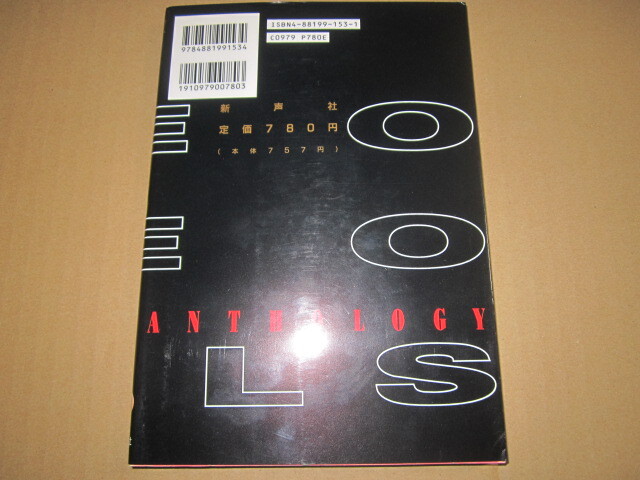 ISBN4-88199-153-1
C0979 P780E
9784881991534
1910979007803
新声社
定価780円
(本体757円)
E O
E O
ANTHOLOGY
L S